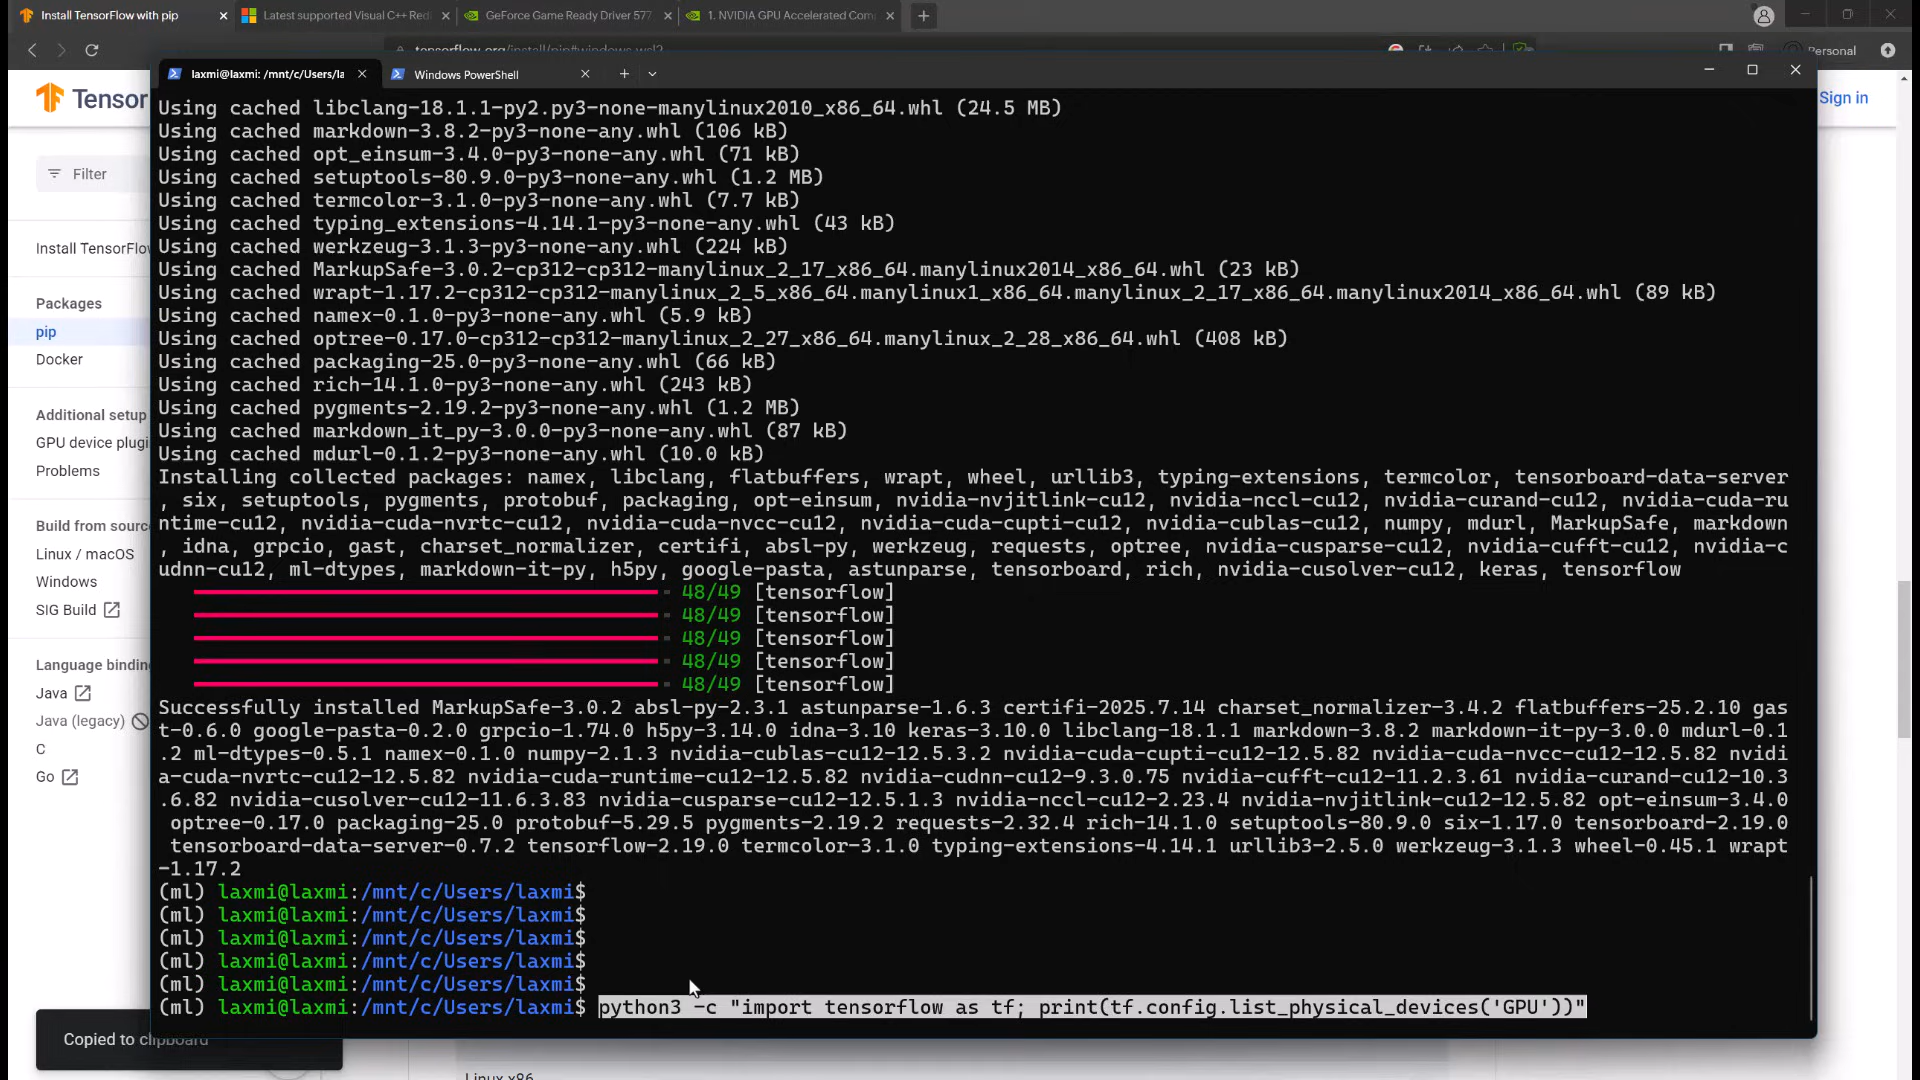 Install TensorFlow with pip
Latest supported Visual C++ Redi
GeForce Game Ready Driver 577
1. NVIDIA GPU Accelerated Com
tensorflow.org/install/pip#windows-wsl2
Personal
laxmi@laxmi: /mnt/c/Users/la
Windows PowerShell
Tensor
Sign in
Filter
Install TensorFlow
Packages
pip
Docker
Additional setup
GPU device plugi
Problems
Build from source
Linux / macOS
Windows
SIG Build
Language bindin
Java
Java (legacy)
C
Go
Using cached libclang-18.1.1-py2.py3-none-manylinux2010_x86_64.whl (24.5 MB)
Using cached markdown-3.8.2-py3-none-any.whl (106 kB)
Using cached opt_einsum-3.4.0-py3-none-any.whl (71 kB)
Using cached setuptools-80.9.0-py3-none-any.whl (1.2 MB)
Using cached termcolor-3.1.0-py3-none-any.whl (7.7 kB)
Using cached typing_extensions-4.14.1-py3-none-any.whl (43 kB)
Using cached werkzeug-3.1.3-py3-none-any.whl (224 kB)
Using cached MarkupSafe-3.0.2-cp312-cp312-manylinux_2_17_x86_64.manylinux2014_x86_64.whl (23 kB)
Using cached wrapt-1.17.2-cp312-cp312-manylinux_2_5_x86_64.manylinux1_x86_64.manylinux_2_17_x86_64.manylinux2014_x86_64.whl (89 kB)
Using cached namex-0.1.0-py3-none-any.whl (5.9 kB)
Using cached optree-0.17.0-cp312-cp312-manylinux_2_27_x86_64.manylinux_2_28_x86_64.whl (408 kB)
Using cached packaging-25.0-py3-none-any.whl (66 kB)
Using cached rich-14.1.0-py3-none-any.whl (243 kB)
Using cached pygments-2.19.2-py3-none-any.whl (1.2 MB)
Using cached markdown_it_py-3.0.0-py3-none-any.whl (87 kB)
Using cached mdurl-0.1.2-py3-none-any.whl (10.0 kB)
Installing collected packages: namex, libclang, flatbuffers, wrapt, wheel, urllib3, typing-extensions, termcolor, tensorboard-data-server
, six, setuptools, pygments, protobuf, packaging, opt-einsum, nvidia-nvjitlink-cu12, nvidia-nccl-cu12, nvidia-curand-cu12, nvidia-cuda-ru
ntime-cu12, nvidia-cuda-nvrtc-cu12, nvidia-cuda-nvcc-cu12, nvidia-cuda-cupti-cu12, nvidia-cublas-cu12, numpy, mdurl, MarkupSafe, markdown
, idna, grpcio, gast, charset_normalizer, certifi, absl-py, werkzeug, requests, optree, nvidia-cusparse-cu12, nvidia-cufft-cu12, nvidia-c
udnn-cu12, ml-dtypes, markdown-it-py, h5py, google-pasta, astunparse, tensorboard, rich, nvidia-cusolver-cu12, keras, tensorflow
48/49 [tensorflow]
48/49 [tensorflow]
48/49 [tensorflow]
48/49 [tensorflow]
48/49 [tensorflow]
Successfully installed MarkupSafe-3.0.2 absl-py-2.3.1 astunparse-1.6.3 certifi-2025.7.14 charset_normalizer-3.4.2 flatbuffers-25.2.10 gas
t-0.6.0 google-pasta-0.2.0 grpcio-1.74.0 h5py-3.14.0 idna-3.10 keras-3.10.0 libclang-18.1.1 markdown-3.8.2 markdown-it-py-3.0.0 mdurl-0.1
.2 ml-dtypes-0.5.1 namex-0.1.0 numpy-2.1.3 nvidia-cublas-cu12-12.5.3.2 nvidia-cuda-cupti-cu12-12.5.82 nvidia-cuda-nvcc-cu12-12.5.82 nvidi
a-cuda-nvrtc-cu12-12.5.82 nvidia-cuda-runtime-cu12-12.5.82 nvidia-cudnn-cu12-9.3.0.75 nvidia-cufft-cu12-11.2.3.61 nvidia-curand-cu12-10.3
.6.82 nvidia-cusolver-cu12-11.6.3.83 nvidia-cusparse-cu12-12.5.1.3 nvidia-nccl-cu12-2.23.4 nvidia-nvjitlink-cu12-12.5.82 opt-einsum-3.4.0
optree-0.17.0 packaging-25.0 protobuf-5.29.5 pygments-2.19.2 requests-2.32.4 rich-14.1.0 setuptools-80.9.0 six-1.17.0 tensorboard-2.19.0
tensorboard-data-server-0.7.2 tensorflow-2.19.0 termcolor-3.1.0 typing-extensions-4.14.1 urllib3-2.5.0 werkzeug-3.1.3 wheel-0.45.1 wrapt
-1.17.2
(ml) laxmi@laxmi:/mnt/c/Users/laxmi$
(ml) laxmi@laxmi:/mnt/c/Users/laxmi$
(ml) laxmi@laxmi:/mnt/c/Users/laxmi$
(ml) laxmi@laxmi:/mnt/c/Users/laxmi$
(ml) laxmi@laxmi:/mnt/c/Users/laxmi$
(ml) laxmi@laxmi:/mnt/c/Users/laxmi$ python3 -c "import tensorflow as tf; print(tf.config.list_physical_devices('GPU'))"
Copied to clipboard
Linux x86